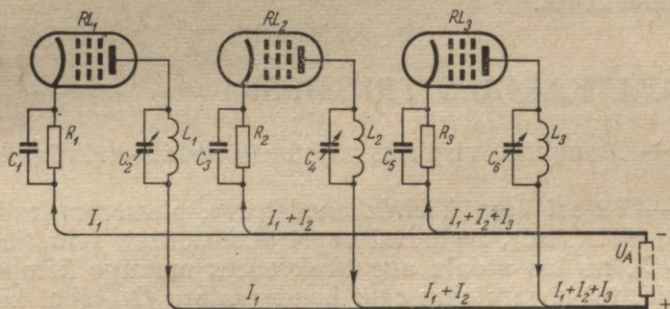 RL₁ RL₂ RL₃
C₁ R₁ C₂ L₁ C₃ R₂ C₄ L₂ C₅ R₃ C₆ L₃
I₁ I₁+I₂ I₁+I₂+I₃ -
U_A
I₁ I₁+I₂ I₁+I₂+I₃ +